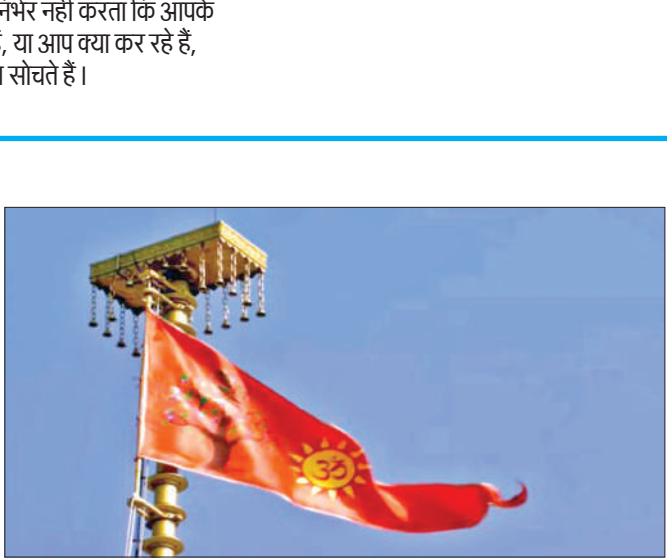 निर्भर नहीं करता कि आपके
या आप क्या कर रहे हैं,
सोचते हैं।
ॐ